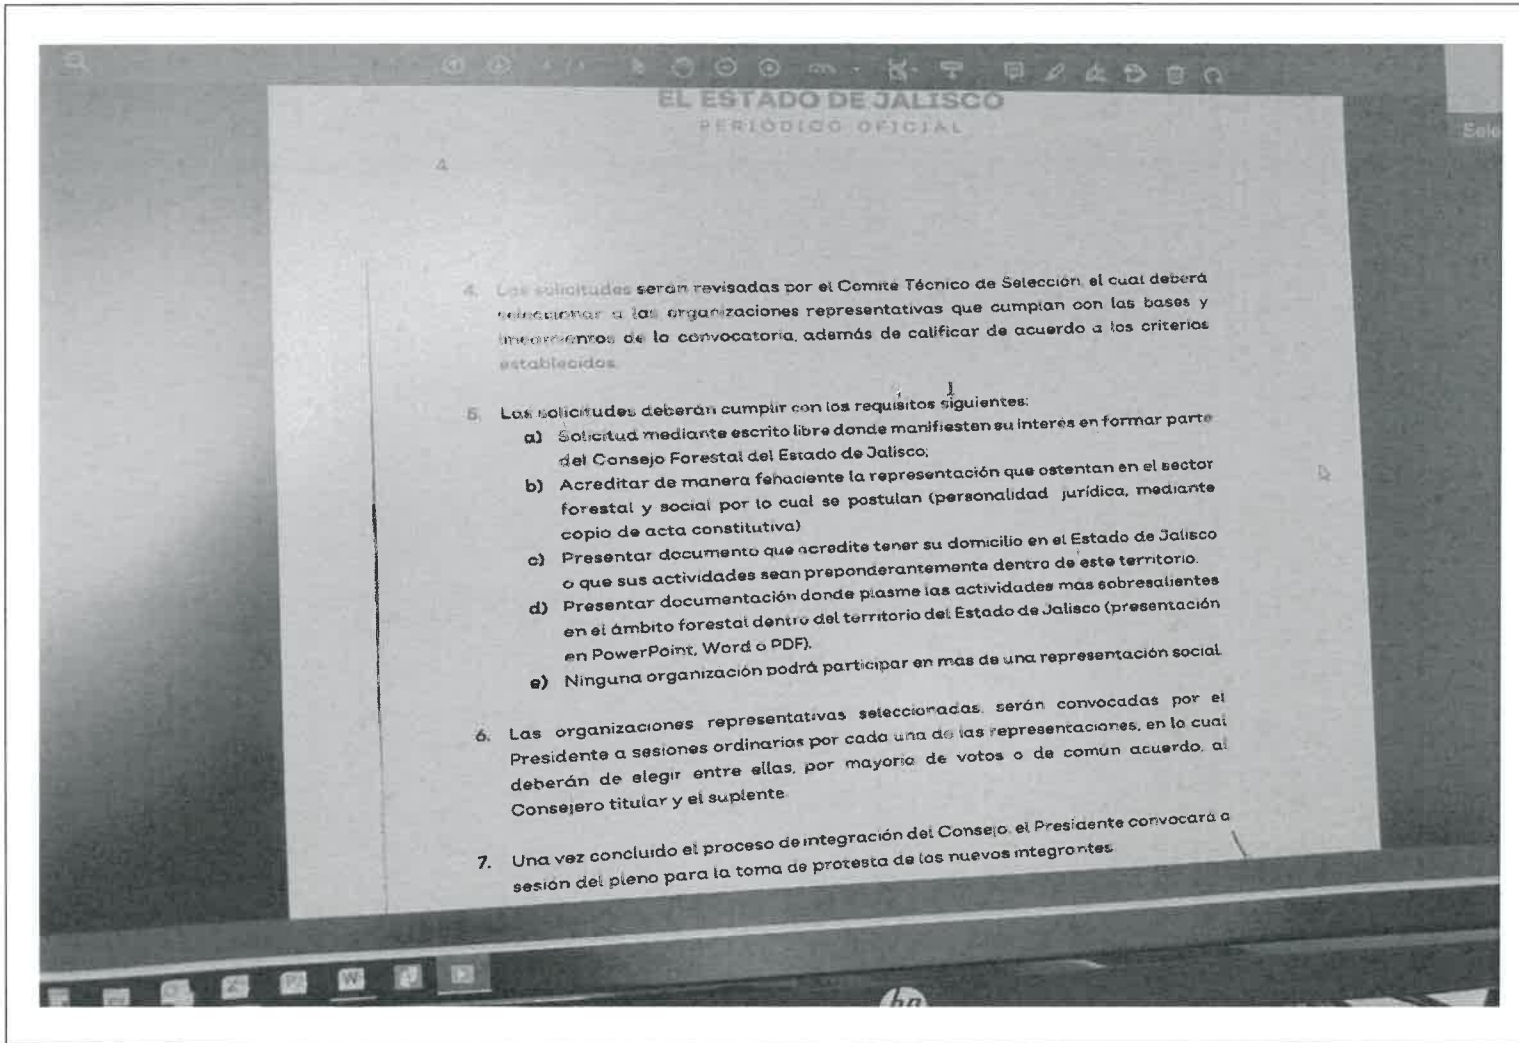 EL ESTADO DE JALISCO
PERIÓDICO OFICIAL
Sele
4
4. Las solicitudes serán revisadas por el Comité Técnico de Selección, el cual deberá
seleccionar a las organizaciones representativas que cumplan con las bases y
lineamientos de la convocatoria, además de calificar de acuerdo a los criterios
establecidos.
5. Las solicitudes deberán cumplir con los requisitos siguientes:
a) Solicitud mediante escrito libre donde manifiesten su interés en formar parte
del Consejo Forestal del Estado de Jalisco;
b) Acreditar de manera fehaciente la representación que ostentan en el sector
forestal y social por lo cual se postulan (personalidad jurídica, mediante
copia de acta constitutiva)
c) Presentar documento que acredite tener su domicilio en el Estado de Jalisco
o que sus actividades sean preponderantemente dentro de este territorio.
d) Presentar documentación donde plasme las actividades más sobresalientes
en el ámbito forestal dentro del territorio del Estado de Jalisco (presentación
en PowerPoint, Word o PDF).
e) Ninguna organización podrá participar en mas de una representación social.
6. Las organizaciones representativas seleccionadas, serán convocadas por el
Presidente a sesiones ordinarias por cada una de las representaciones, en la cual
deberán de elegir entre ellas, por mayoría de votos o de común acuerdo, al
Consejero titular y el suplente.
7. Una vez concluido el proceso de integración del Consejo, el Presidente convocará a
sesión del pleno para la toma de protesta de los nuevos integrantes.
hp